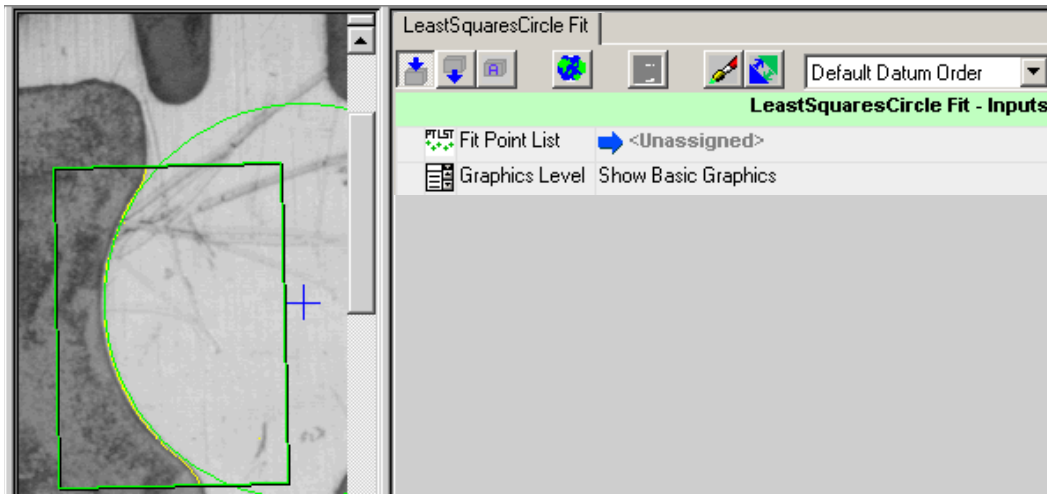 LeastSquaresCircle Fit
A
Default Datum Order
LeastSquaresCircle Fit - Inputs
PTLST Fit Point List <Unassigned>
Graphics Level Show Basic Graphics